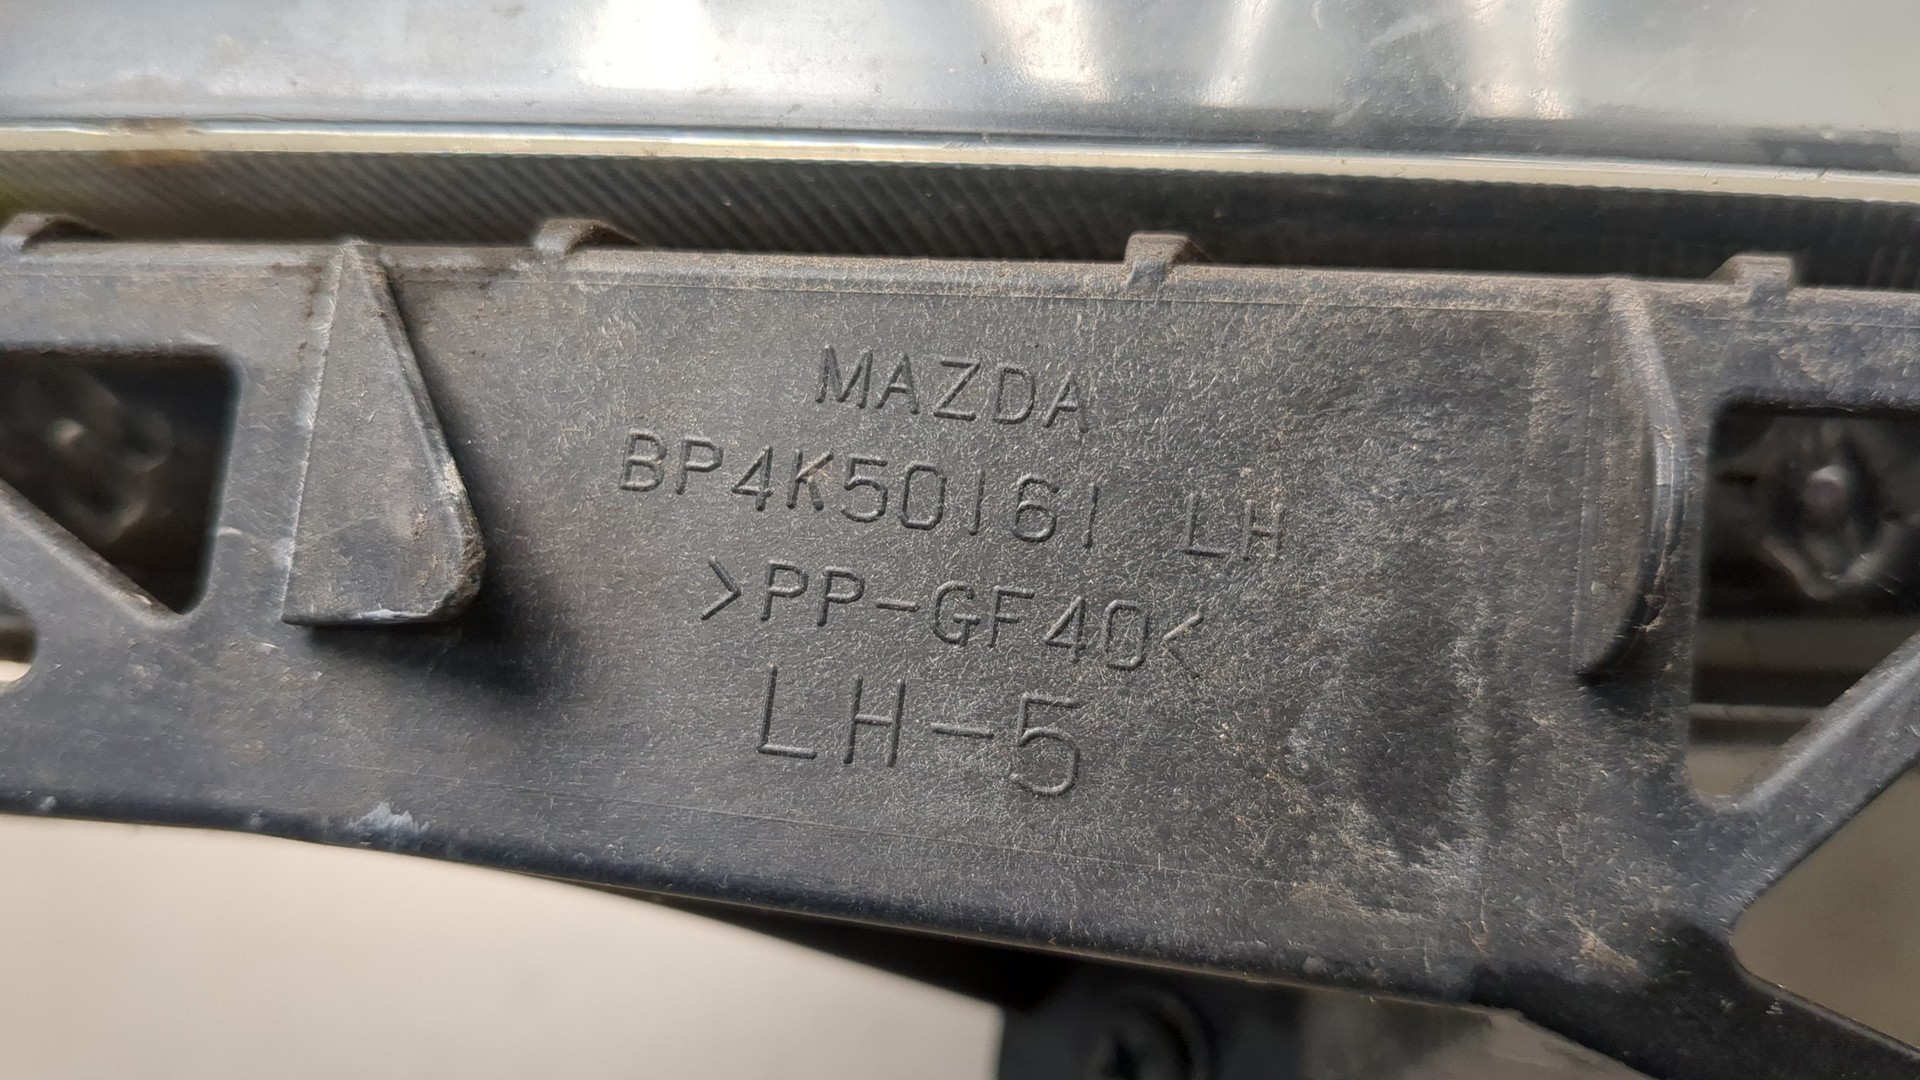 MAZDA
BP4K50161 LH
>PP-GF40<
LH-5